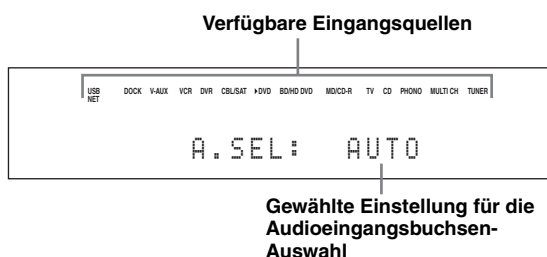 Verfügbare Eingangsquellen
USB NET DOCK V-AUX VCR DVR CBL/SAT DVD BD/HD DVD MD/CD-R TV CD PHONO MULTI CH TUNER
A.SEL: AUTO
Gewählte Einstellung für die
Audioeingangsbuchsen-
Auswahl